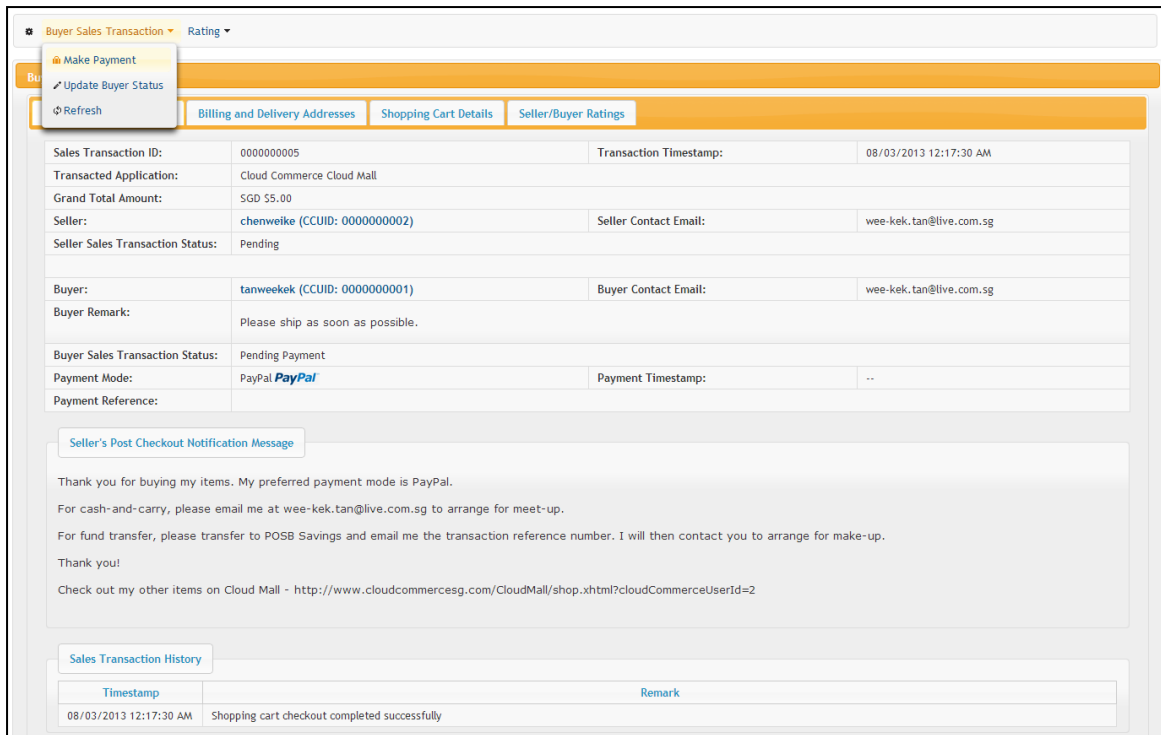 Buyer Sales Transaction Rating
Make Payment
Update Buyer Status
Refresh
Bu
Billing and Delivery Addresses Shopping Cart Details Seller/Buyer Ratings
Sales Transaction ID: 0000000005 Transaction Timestamp: 08/03/2013 12:17:30 AM
Transacted Application: Cloud Commerce Cloud Mall
Grand Total Amount: SGD $5.00
Seller: chenweike (CCUID: 0000000002) Seller Contact Email: wee-kek.tan@live.com.sg
Seller Sales Transaction Status: Pending
Buyer: tanweekek (CCUID: 0000000001) Buyer Contact Email: wee-kek.tan@live.com.sg
Buyer Remark:
Please ship as soon as possible.
Buyer Sales Transaction Status: Pending Payment
Payment Mode: PayPal PayPal Payment Timestamp: --
Payment Reference:
Seller's Post Checkout Notification Message
Thank you for buying my items. My preferred payment mode is PayPal.
For cash-and-carry, please email me at wee-kek.tan@live.com.sg to arrange for meet-up.
For fund transfer, please transfer to POSB Savings and email me the transaction reference number. I will then contact you to arrange for make-up.
Thank you!
Check out my other items on Cloud Mall - http://www.cloudcommercesg.com/CloudMall/shop.xhtml?cloudCommerceUserId=2
Sales Transaction History
Timestamp Remark
08/03/2013 12:17:30 AM Shopping cart checkout completed successfully